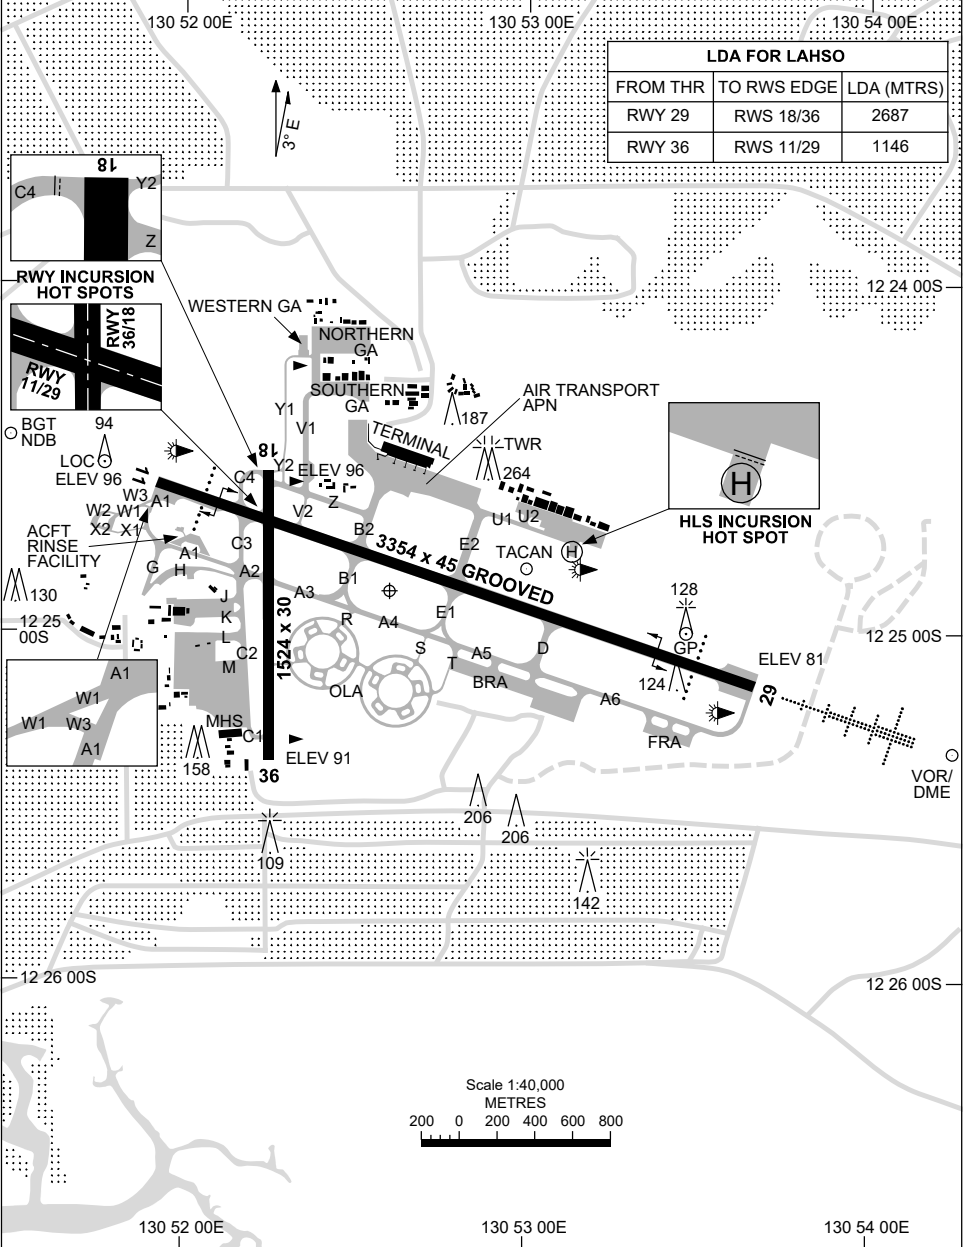 130 52 00E
130 53 00E
130 54 00E
LDA FOR LAHSO
FROM THR
TO RWS EDGE
LDA (MTRS)
RWY 29
RWS 18/36
2687
RWY 36
RWS 11/29
1146
3° E
18
C4
Y2
Z
RWY INCURSION
HOT SPOTS
12 24 00S
RWY
36/18
RWY
11/29
WESTERN GA
NORTHERN
GA
SOUTHERN
GA
AIR TRANSPORT
APN
Y1
V1
187
TERMINAL
TWR
264
BGT
NDB
94
LOC
ELEV 96
18
Y2
ELEV 96
C4
11
W3
A1
W2
W1
X2
X1
V2
Z
B2
U1
U2
E2
H
HLS INCURSION
HOT SPOT
TACAN
H
ACFT
RINSE
FACILITY
A1
C3
3354 x 45 GROOVED
G
H
A2
A3
B1
130
J
K
L
M
C2
1524 x 30
R
A4
E1
S
T
A5
D
128
GP
124
ELEV 81
29
12 25
00S
12 25 00S
OLA
BRA
A6
FRA
A1
W1
W1
W3
A1
MHS
C1
158
ELEV 91
36
VOR/
DME
206
206
109
142
12 26 00S
12 26 00S
Scale 1:40,000
METRES
200
0
200
400
600
800
130 52 00E
130 53 00E
130 54 00E